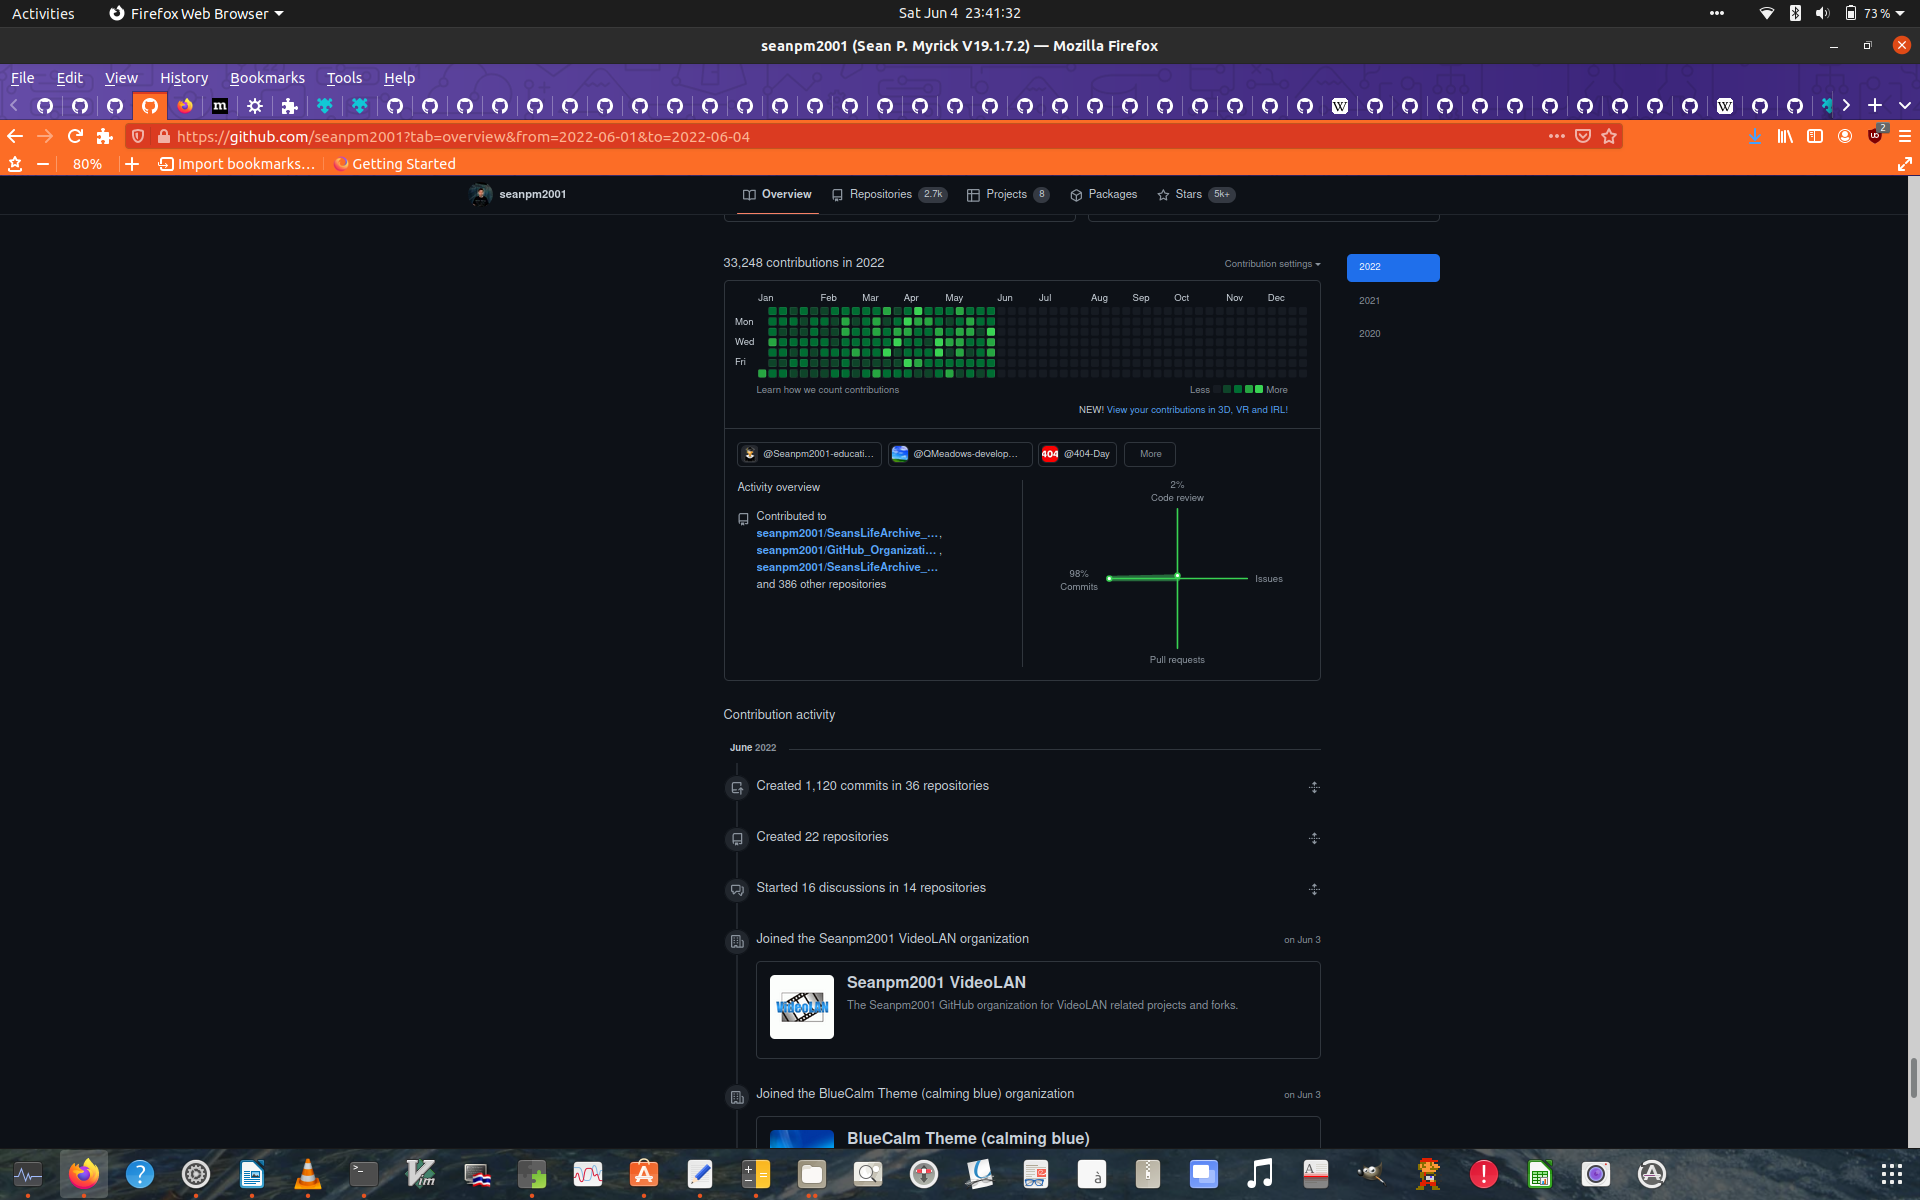 Activities
Firefox Web Browser
Sat Jun 4 23:41:32
73 %
seanpm2001 (Sean P. Myrick V19.1.7.2) — Mozilla Firefox
File Edit View History Bookmarks Tools Help
https://github.com/seanpm2001?tab=overview&from=2022-06-01&to=2022-06-04
2
80%
Import bookmarks...
Getting Started
seanpm2001
Overview
Repositories 2.7k
Projects 8
Packages
Stars 5k+
33,248 contributions in 2022
Contribution settings
2022
2021
2020
Jan Feb Mar Apr May Jun Jul Aug Sep Oct Nov Dec
Mon
Wed
Fri
Learn how we count contributions
Less More
NEW! View your contributions in 3D, VR and IRL!
@Seanpm2001-educati...
@QMeadows-develop...
404 @404-Day
More
Activity overview
Contributed to
seanpm2001/SeansLifeArchive_...,
seanpm2001/GitHub_Organizati... ,
seanpm2001/SeansLifeArchive_...
and 386 other repositories
2%
Code review
98%
Commits
Issues
Pull requests
Contribution activity
June 2022
Created 1,120 commits in 36 repositories
Created 22 repositories
Started 16 discussions in 14 repositories
Joined the Seanpm2001 VideoLAN organization
on Jun 3
VideoLAN
Seanpm2001 VideoLAN
The Seanpm2001 GitHub organization for VideoLAN related projects and forks.
Joined the BlueCalm Theme (calming blue) organization
on Jun 3
BlueCalm Theme (calming blue)